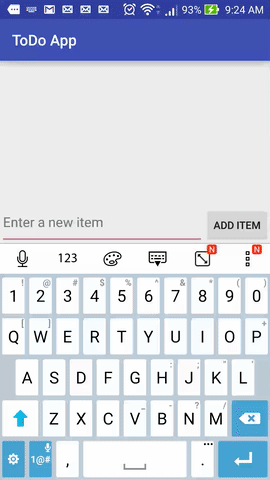 93% 9:24 AM
ToDo App
Enter a new item
ADD ITEM
123
N
N
! @ # $ % ^ & * ( )
1 2 3 4 5 6 7 8 9 0
[ ] < > { }
Q W E R T Y U I O P
A S D F G H J K L
Z X C V B N M
1@# , .